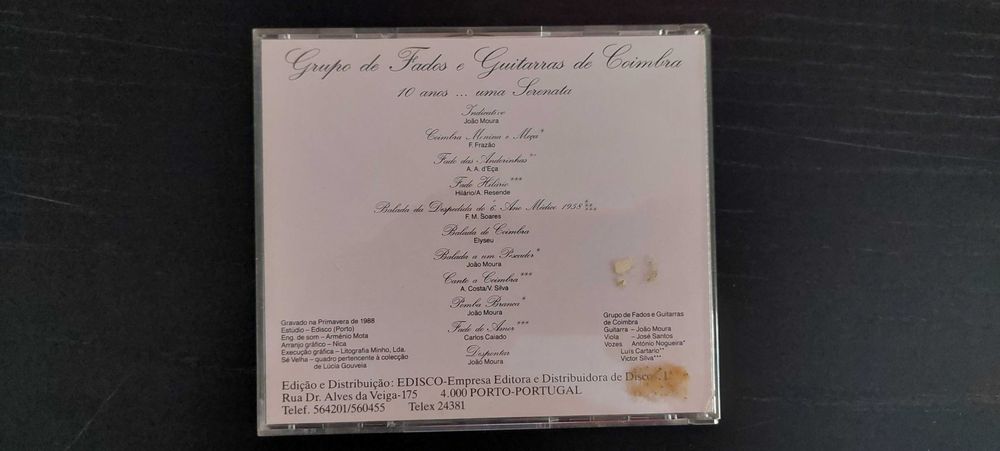 Grupo de Fados e Guitarras de Coimbra
10 anos ... uma Serenata
Indicativo
João Moura
Coimbra Menina e Moça*
F. Frazão
Fado das Andorinhas**
A. A. d'Eça
Fado Hilário***
Hilário/A. Resende
Balada da Despedida do 6.º Ano Médico 1958
F. M. Soares
Balada de Coimbra
Elyseu
Balada a um Pescador*
João Moura
Canto a Coimbra***
A. Costa/V. Silva
Pomba Branca*
João Moura
Fado do Amor***
Carlos Caiado
Despertar
João Moura
Gravado na Primavera de 1988
Estúdio – Edisco (Porto)
Eng. de som – Arménio Mota
Arranjo gráfico – Nica
Execução gráfica – Litografia Minho, Lda.
Sé Velha – quadro pertencente à colecção
de Lúcia Gouveia
Grupo de Fados e Guitarras
de Coimbra
Guitarra – João Moura
Viola – José Santos
Vozes António Nogueira*
Luís Cartario**
Victor Silva***
Edição e Distribuição: EDISCO-Empresa Editora e Distribuidora de
Rua Dr. Alves da Veiga-175 4.000 PORTO-PORTUGAL
Telef. 564201/560455 Telex 24381